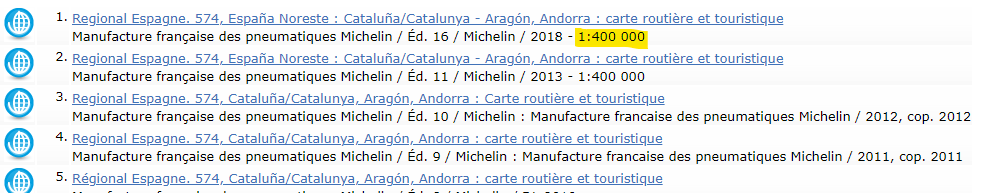 1. Regional Espagne. 574, España Noreste : Cataluña/Catalunya - Aragón, Andorra : carte routière et touristique
Manufacture française des pneumatiques Michelin / Éd. 16 / Michelin / 2018 - 1:400 000
2. Regional Espagne. 574, España Noreste : Cataluña/Catalunya - Aragón, Andorra : carte routière et touristique
Manufacture française des pneumatiques Michelin / Éd. 11 / Michelin / 2013 - 1:400 000
3. Regional Espagne. 574, Cataluña/Catalunya, Aragón, Andorra : Carte routière et touristique
Manufacture française des pneumatiques Michelin / Éd. 10 / Michelin : Manufacture francaise des pneumatiques Michelin / 2012, cop. 2012
4. Regional Espagne. 574, Cataluña/Catalunya, Aragón, Andorra : carte routière et touristique
Manufacture française des pneumatiques Michelin / Éd. 9 / Michelin : Manufacture francaise des pneumatiques Michelin / 2011, cop. 2011
5. Régional Espagne. 574, Cataluña/Catalunya, Aragón, Andorra : carte routière et touristique